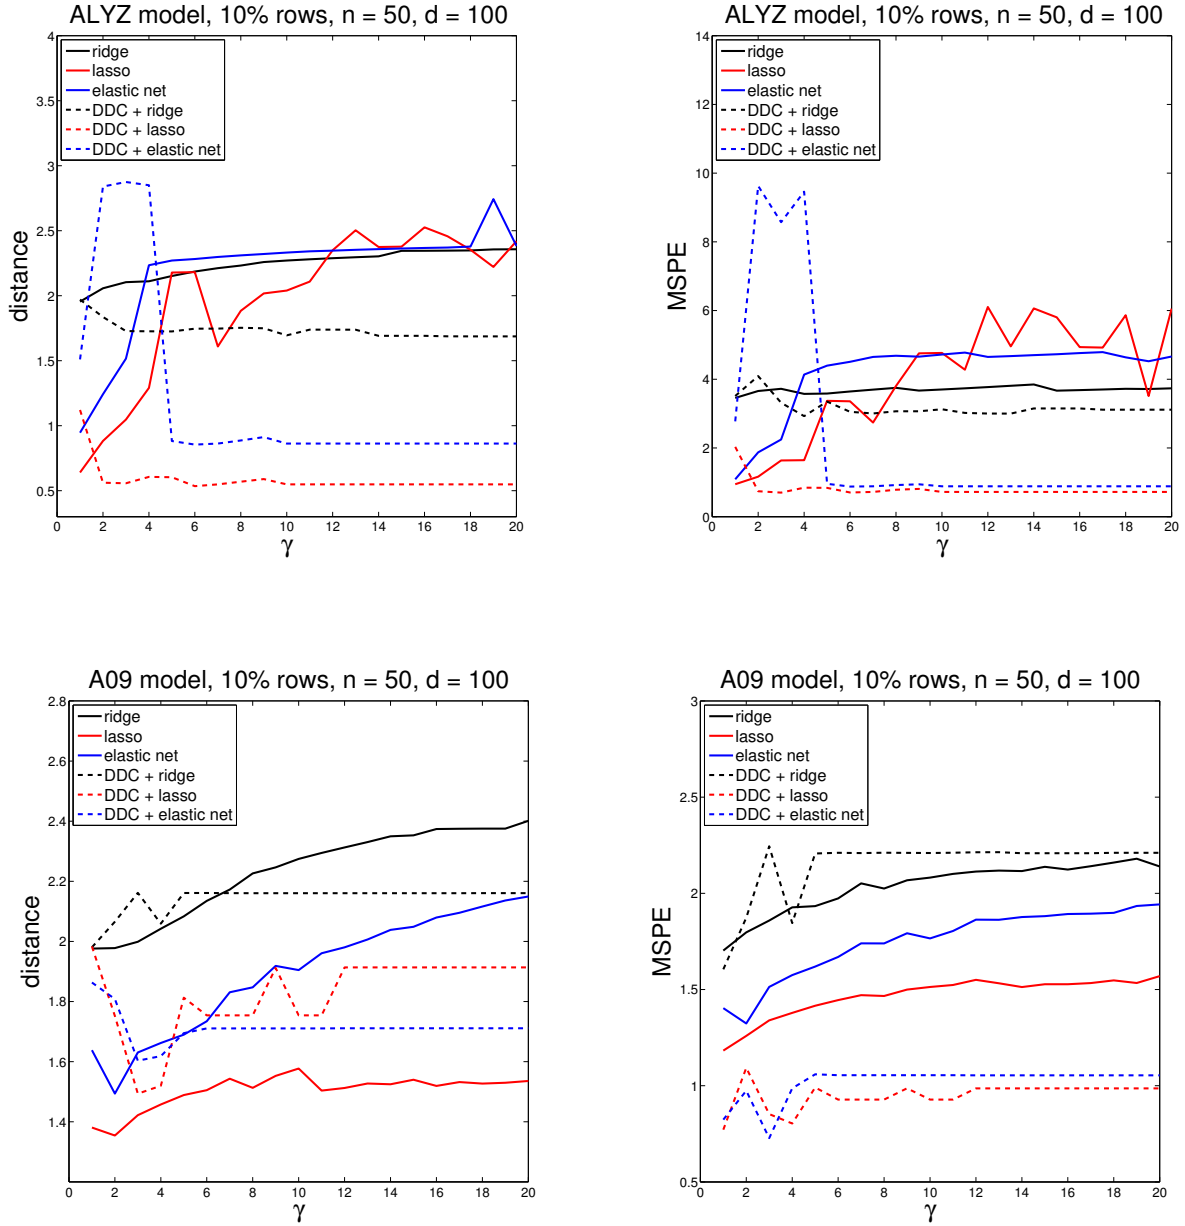 ALYZ model, 10% rows, n = 50, d = 100
4
3.5
3
2.5
2
1.5
1
0.5
distance
ridge
lasso
elastic net
DDC + ridge
DDC + lasso
DDC + elastic net
0 2 4 6 8 10 12 14 16 18 20
γ
ALYZ model, 10% rows, n = 50, d = 100
14
12
10
8
6
4
2
0
MSPE
ridge
lasso
elastic net
DDC + ridge
DDC + lasso
DDC + elastic net
0 2 4 6 8 10 12 14 16 18 20
γ
A09 model, 10% rows, n = 50, d = 100
2.8
2.6
2.4
2.2
2
1.8
1.6
1.4
distance
ridge
lasso
elastic net
DDC + ridge
DDC + lasso
DDC + elastic net
0 2 4 6 8 10 12 14 16 18 20
γ
A09 model, 10% rows, n = 50, d = 100
3
2.5
2
1.5
1
0.5
MSPE
ridge
lasso
elastic net
DDC + ridge
DDC + lasso
DDC + elastic net
0 2 4 6 8 10 12 14 16 18 20
γ